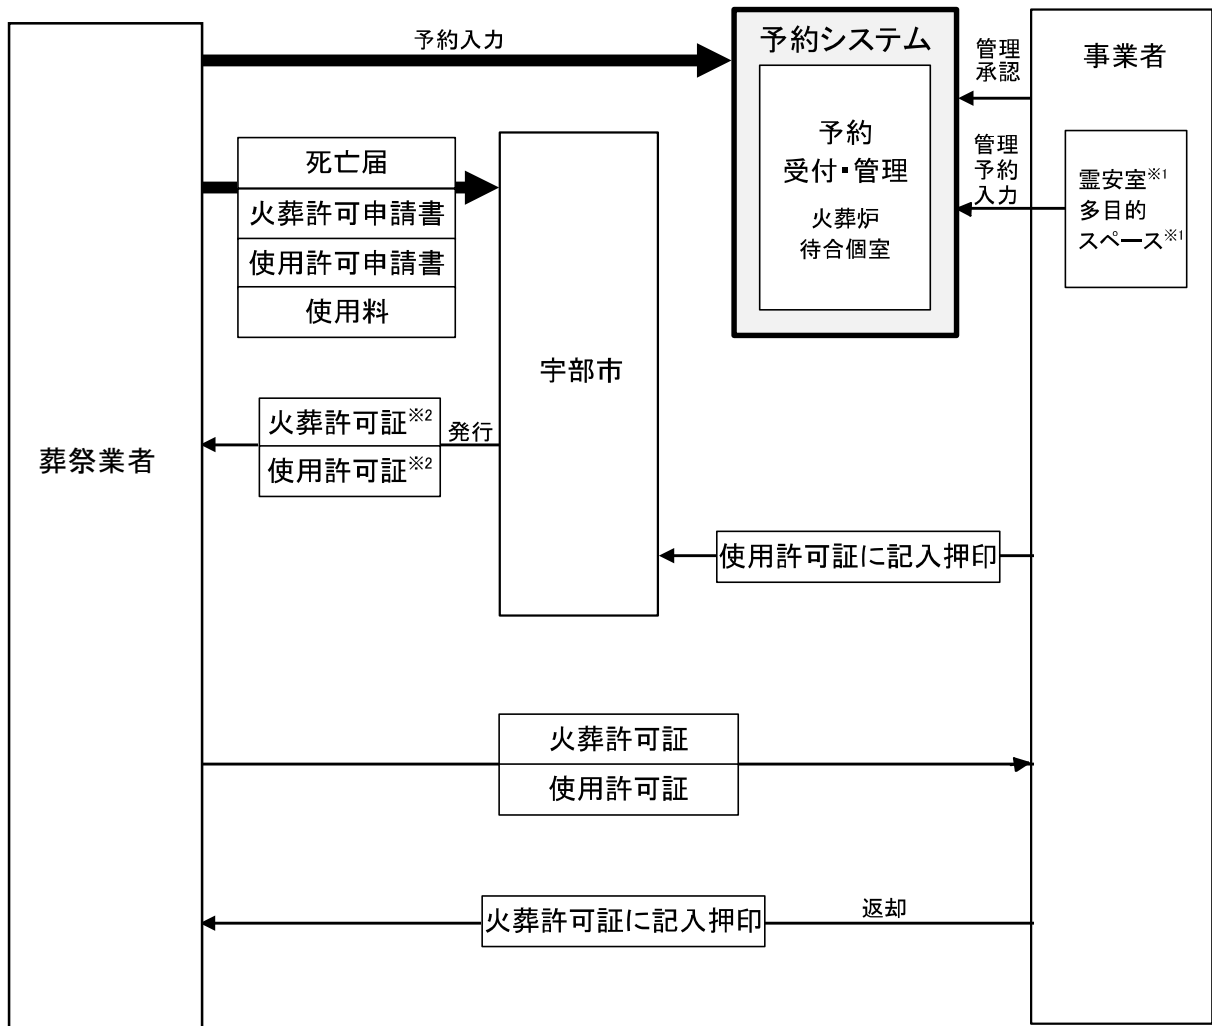 予約入力
予約システム
管理
承認
事業者
予約
受付・管理
火葬炉
待合個室
管理
予約
入力
霊安室※1
多目的
スペース※1
死亡届
火葬許可申請書
使用許可申請書
使用料
宇部市
葬祭業者
火葬許可証※2
使用許可証※2
発行
使用許可証に記入押印
火葬許可証
使用許可証
火葬許可証に記入押印
返却